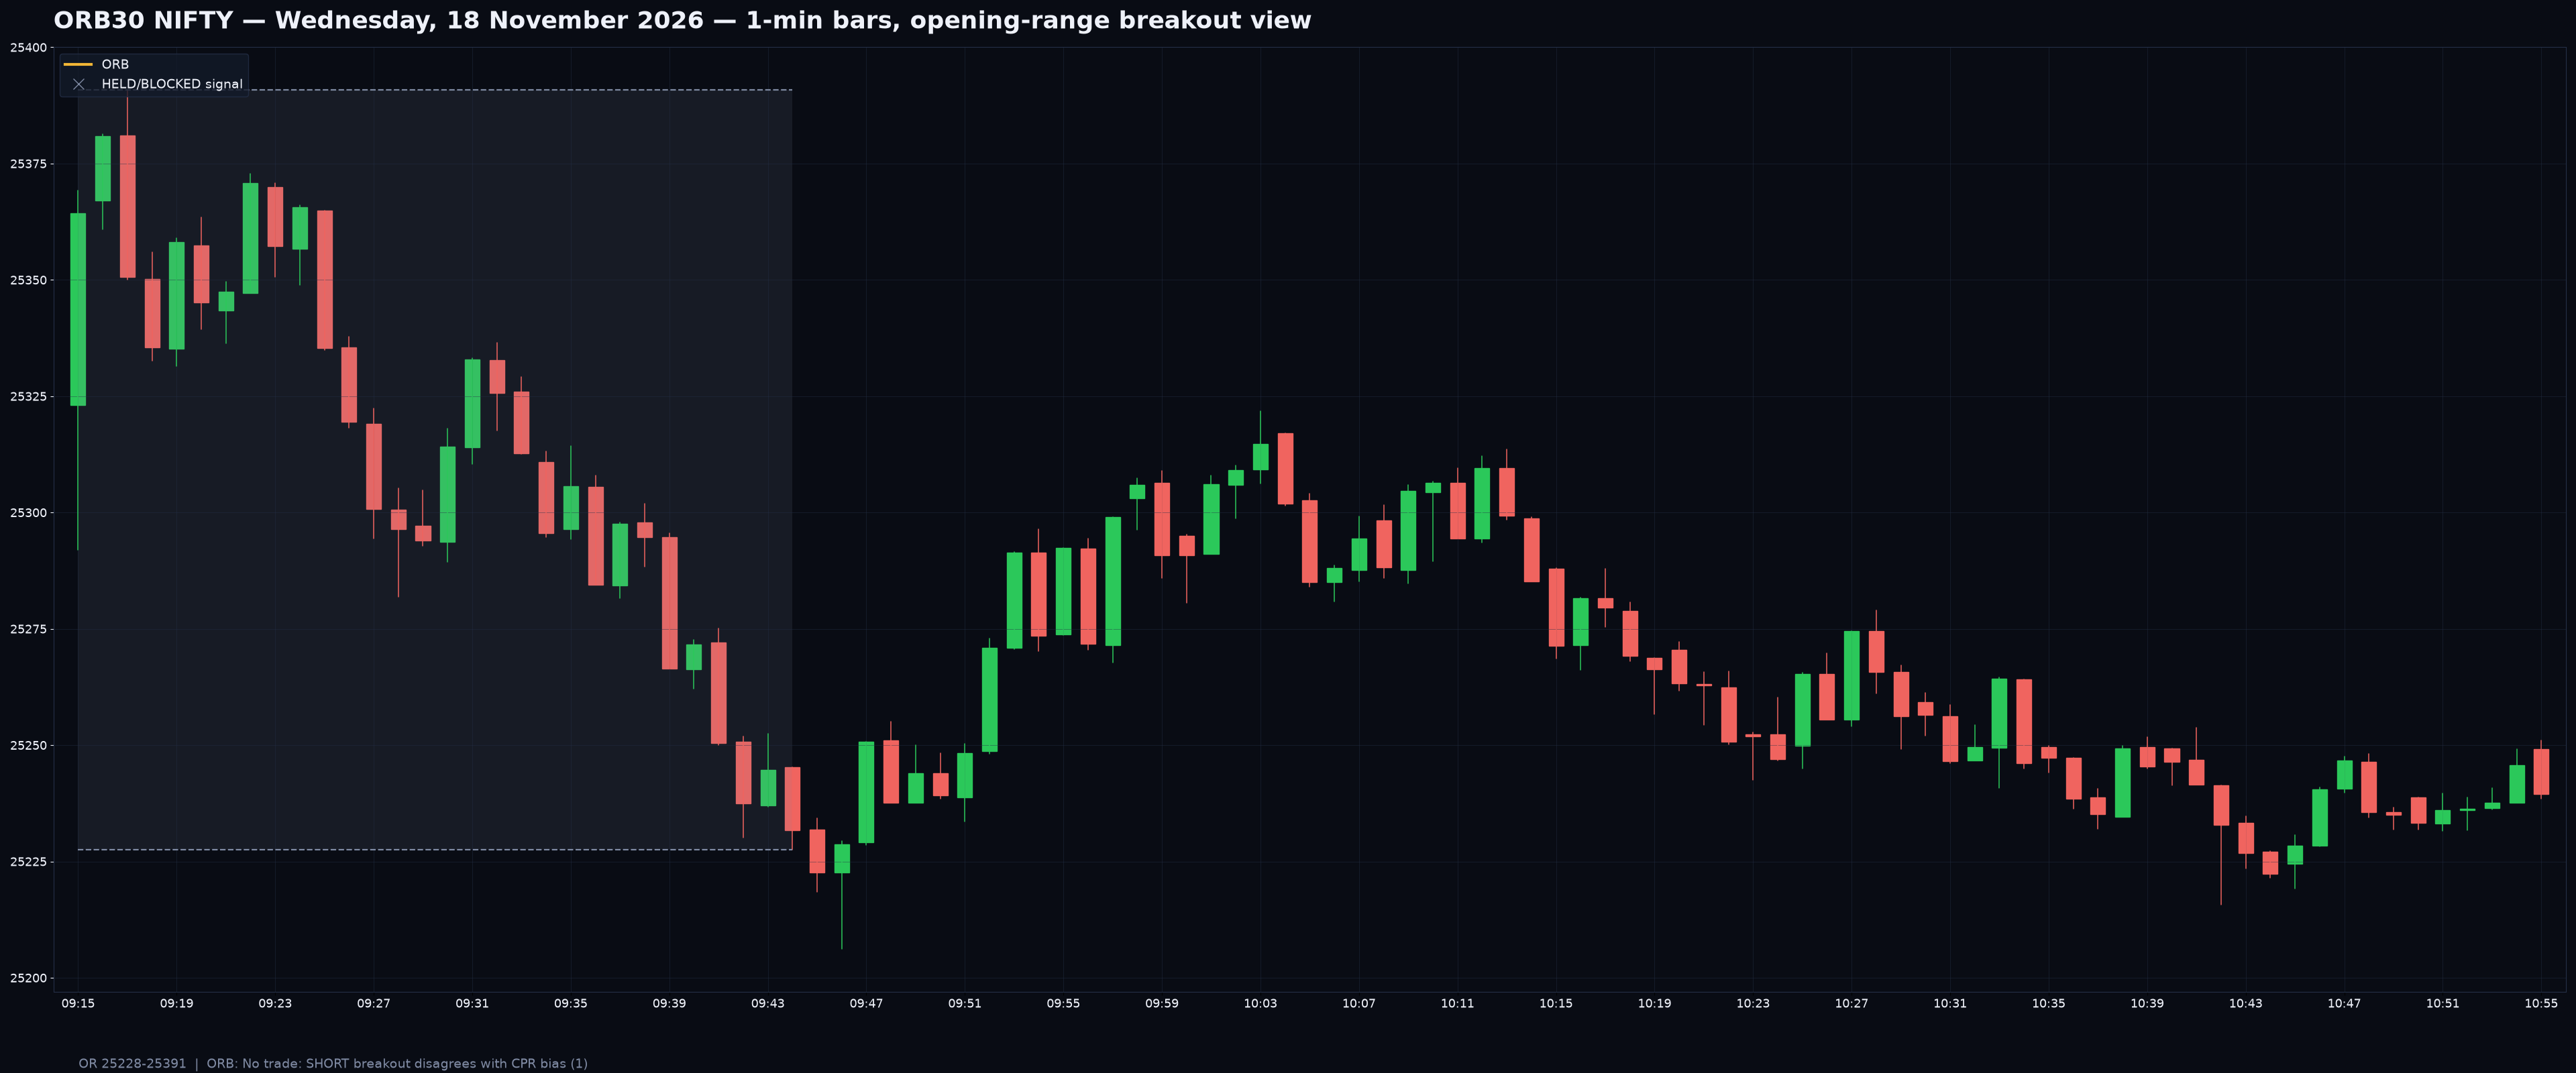 ORB30 NIFTY — Wednesday, 18 November 2026 — 1-min bars, opening-range breakout view
25400
ORB
HELD/BLOCKED signal
25375
25350
25325
25300
25275
25250
25225
25200
09:15 09:19 09:23 09:27 09:31 09:35 09:39 09:43 09:47 09:51 09:55 09:59 10:03 10:07 10:11 10:15 10:19 10:23 10:27 10:31 10:35 10:39 10:43 10:47 10:51 10:55
OR 25228-25391 | ORB: No trade: SHORT breakout disagrees with CPR bias (1)